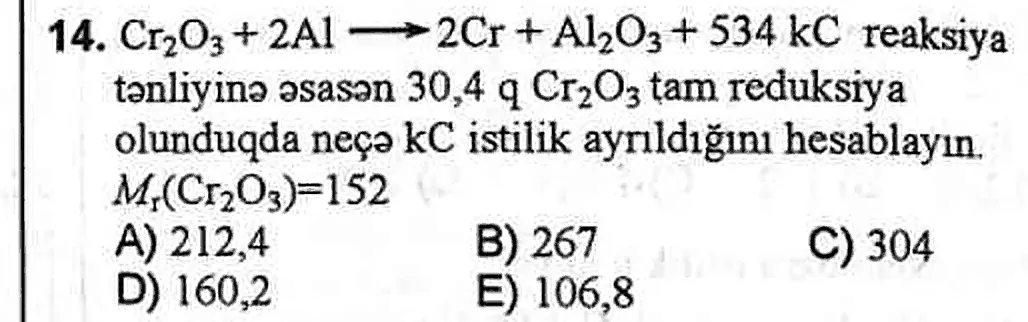 14. Cr₂O₃ + 2Al ⟶ 2Cr + Al₂O₃ + 534 kC reaksiya
tənliyinə əsasən 30,4 q Cr₂O₃ tam reduksiya
olunduqda neçə kC istilik ayrıldığını hesablayın.
Mᵣ(Cr₂O₃)=152
A) 212,4 B) 267 C) 304
D) 160,2 E) 106,8